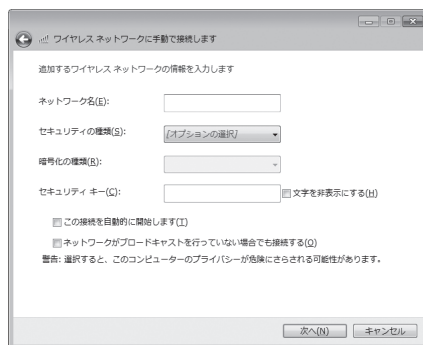 ワイヤレス ネットワークに手動で接続します
追加するワイヤレス ネットワークの情報を入力します
ネットワーク名(E):
セキュリティの種類(S):
[オプションの選択]
暗号化の種類(R):
セキュリティ キー(C):
文字を非表示にする(H)
この接続を自動的に開始します(T)
ネットワークがブロードキャストを行っていない場合でも接続する(O)
警告: 選択すると、このコンピューターのプライバシーが危険にさらされる可能性があります。
次へ(N)
キャンセル